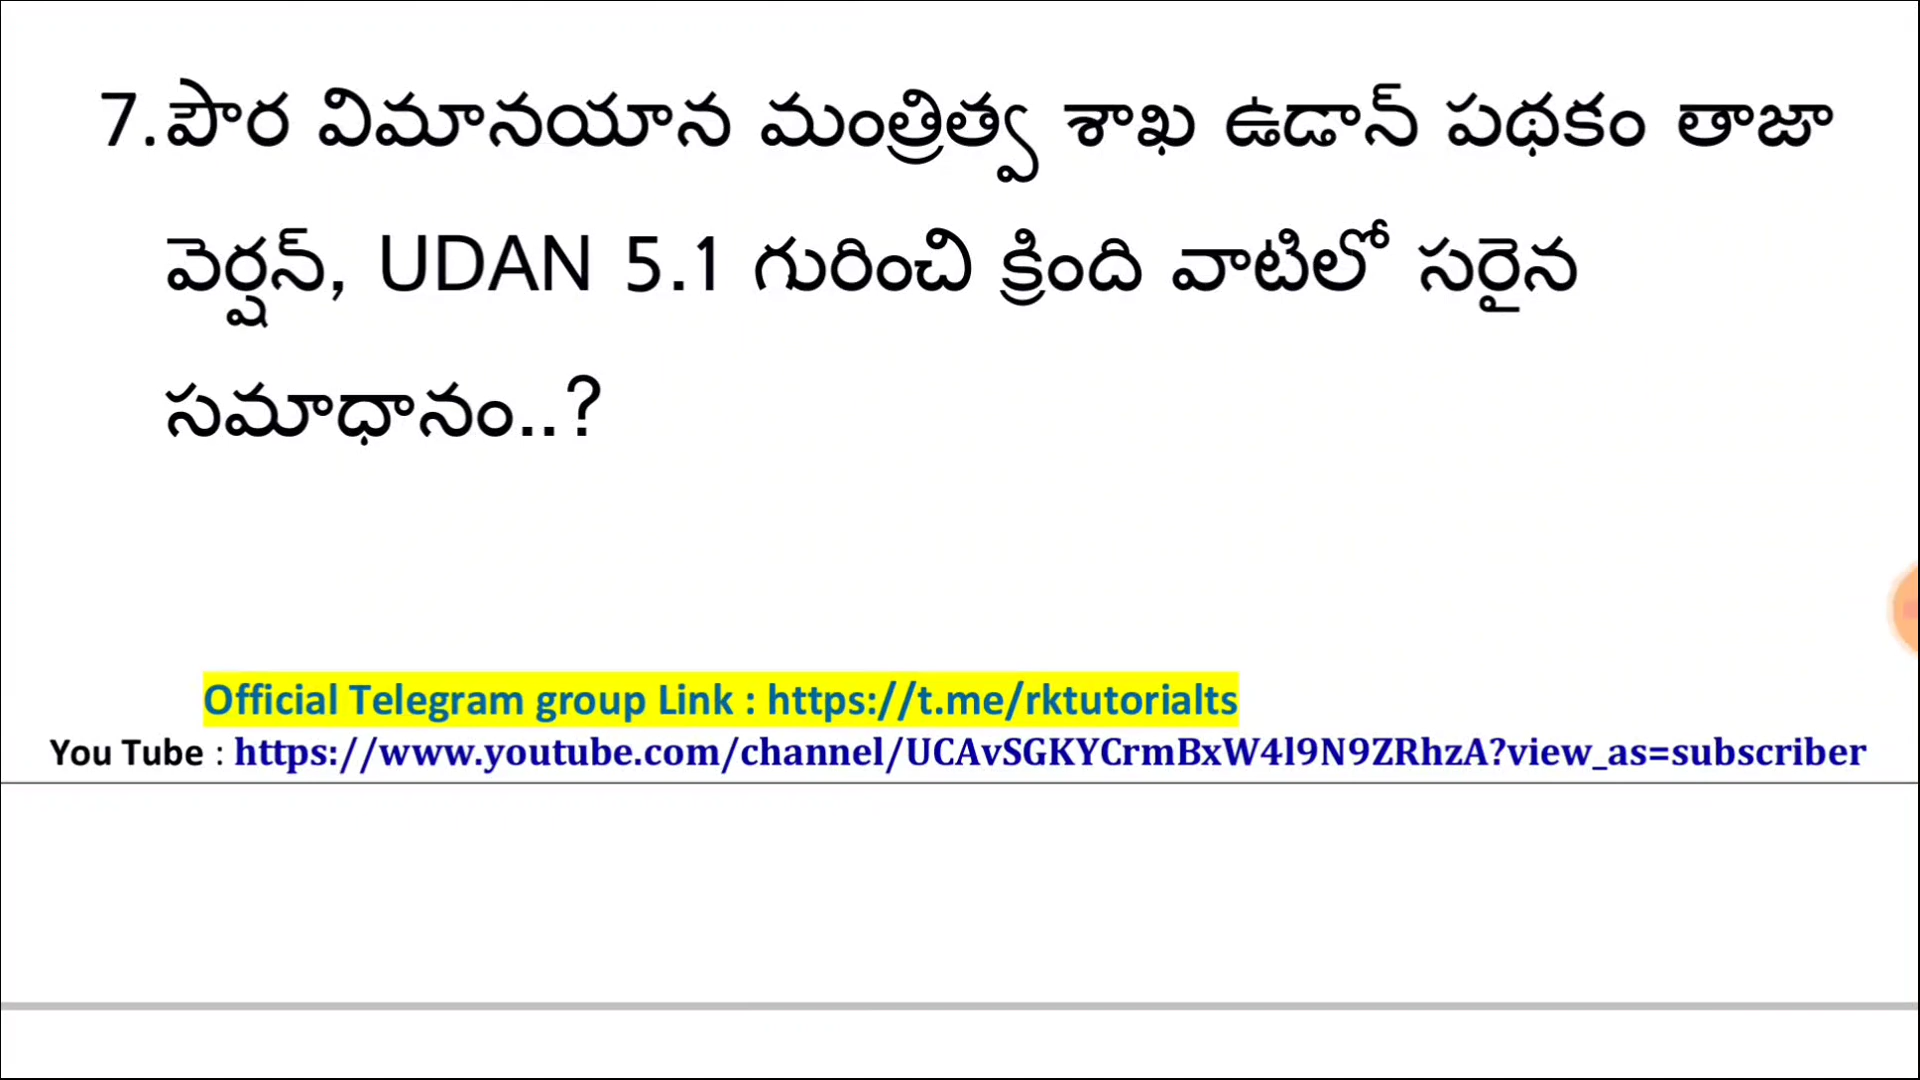 7.పౌర విమానయాన మంత్రిత్వ శాఖ ఉడాన్ పథకం తాజా
వెర్షన్, UDAN 5.1 గురించి క్రింది వాటిలో సరైన
సమాధానం..?
Official Telegram group Link : https://t.me/rktutorialts
You Tube : https://www.youtube.com/channel/UCAvSGKYCrmBxW4l9N9ZRhzA?view_as=subscriber